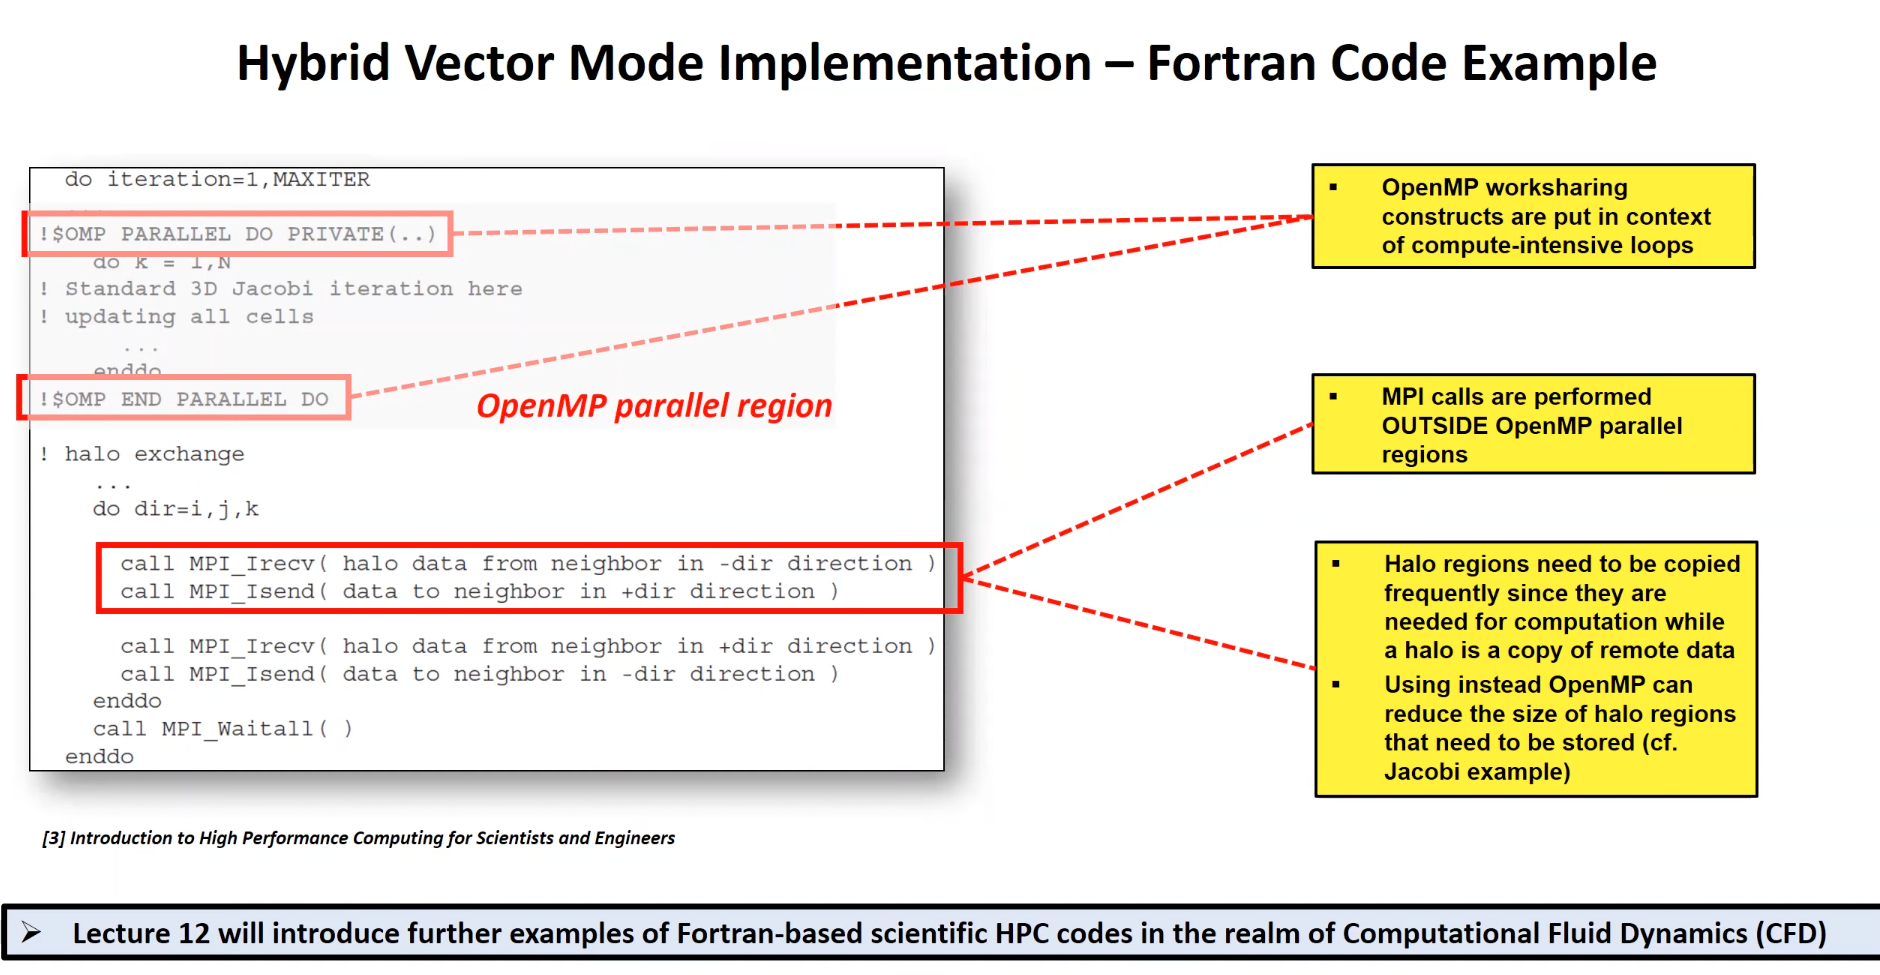 Hybrid Vector Mode Implementation – Fortran Code Example
do iteration=1,MAXITER
...
!$OMP PARALLEL DO PRIVATE(..)
do k = 1,N
! Standard 3D Jacobi iteration here
! updating all cells
...
enddo
!$OMP END PARALLEL DO
OpenMP parallel region
! halo exchange
...
do dir=i,j,k
call MPI_Irecv( halo data from neighbor in -dir direction )
call MPI_Isend( data to neighbor in +dir direction )
call MPI_Irecv( halo data from neighbor in +dir direction )
call MPI_Isend( data to neighbor in -dir direction )
enddo
call MPI_Waitall( )
enddo
▪ OpenMP worksharing
constructs are put in context
of compute-intensive loops
▪ MPI calls are performed
OUTSIDE OpenMP parallel
regions
▪ Halo regions need to be copied
frequently since they are
needed for computation while
a halo is a copy of remote data
▪ Using instead OpenMP can
reduce the size of halo regions
that need to be stored (cf.
Jacobi example)
[3] Introduction to High Performance Computing for Scientists and Engineers
➢ Lecture 12 will introduce further examples of Fortran-based scientific HPC codes in the realm of Computational Fluid Dynamics (CFD)